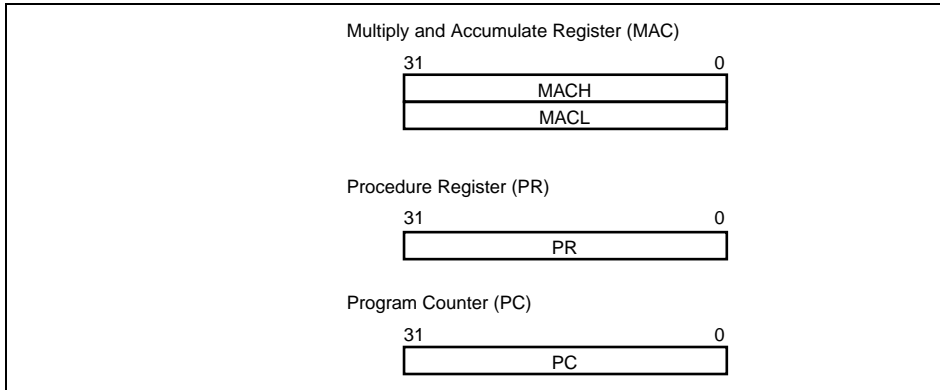 Multiply and Accumulate Register (MAC)
31 0
MACH
MACL
Procedure Register (PR)
31 0
PR
Program Counter (PC)
31 0
PC